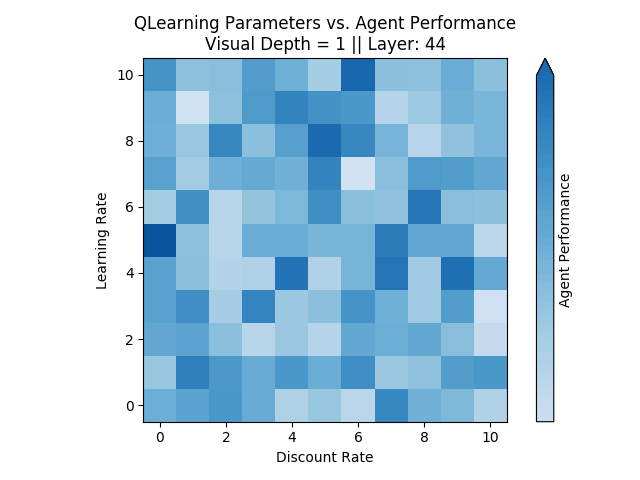 QLearning Parameters vs. Agent Performance
Visual Depth = 1 || Layer: 44
10
8
6
4
2
0
Learning Rate
0 2 4 6 8 10
Discount Rate
Agent Performance